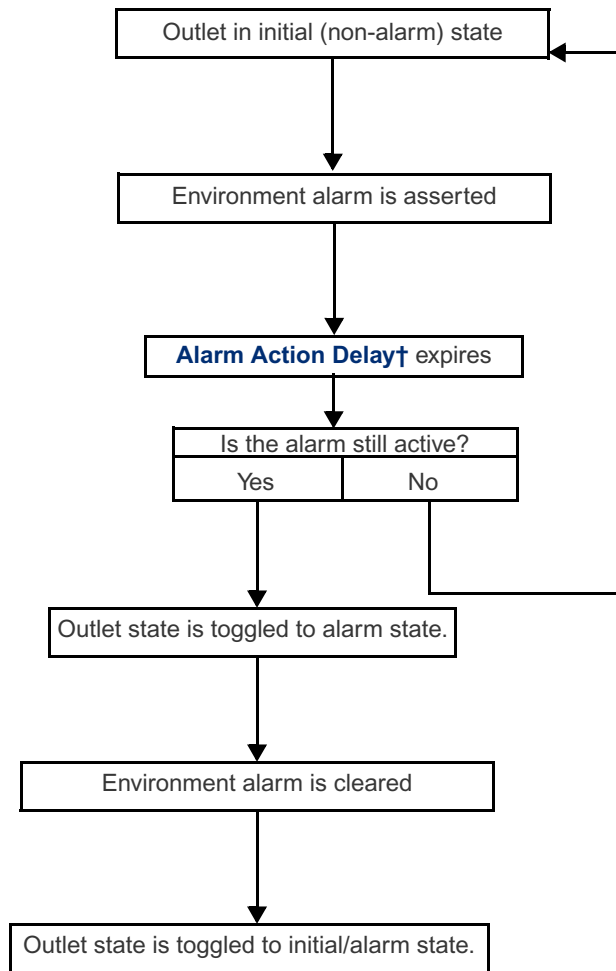 Outlet in initial (non-alarm) state
Environment alarm is asserted
Alarm Action Delay† expires
Is the alarm still active?
Yes No
Outlet state is toggled to alarm state.
Environment alarm is cleared
Outlet state is toggled to initial/alarm state.